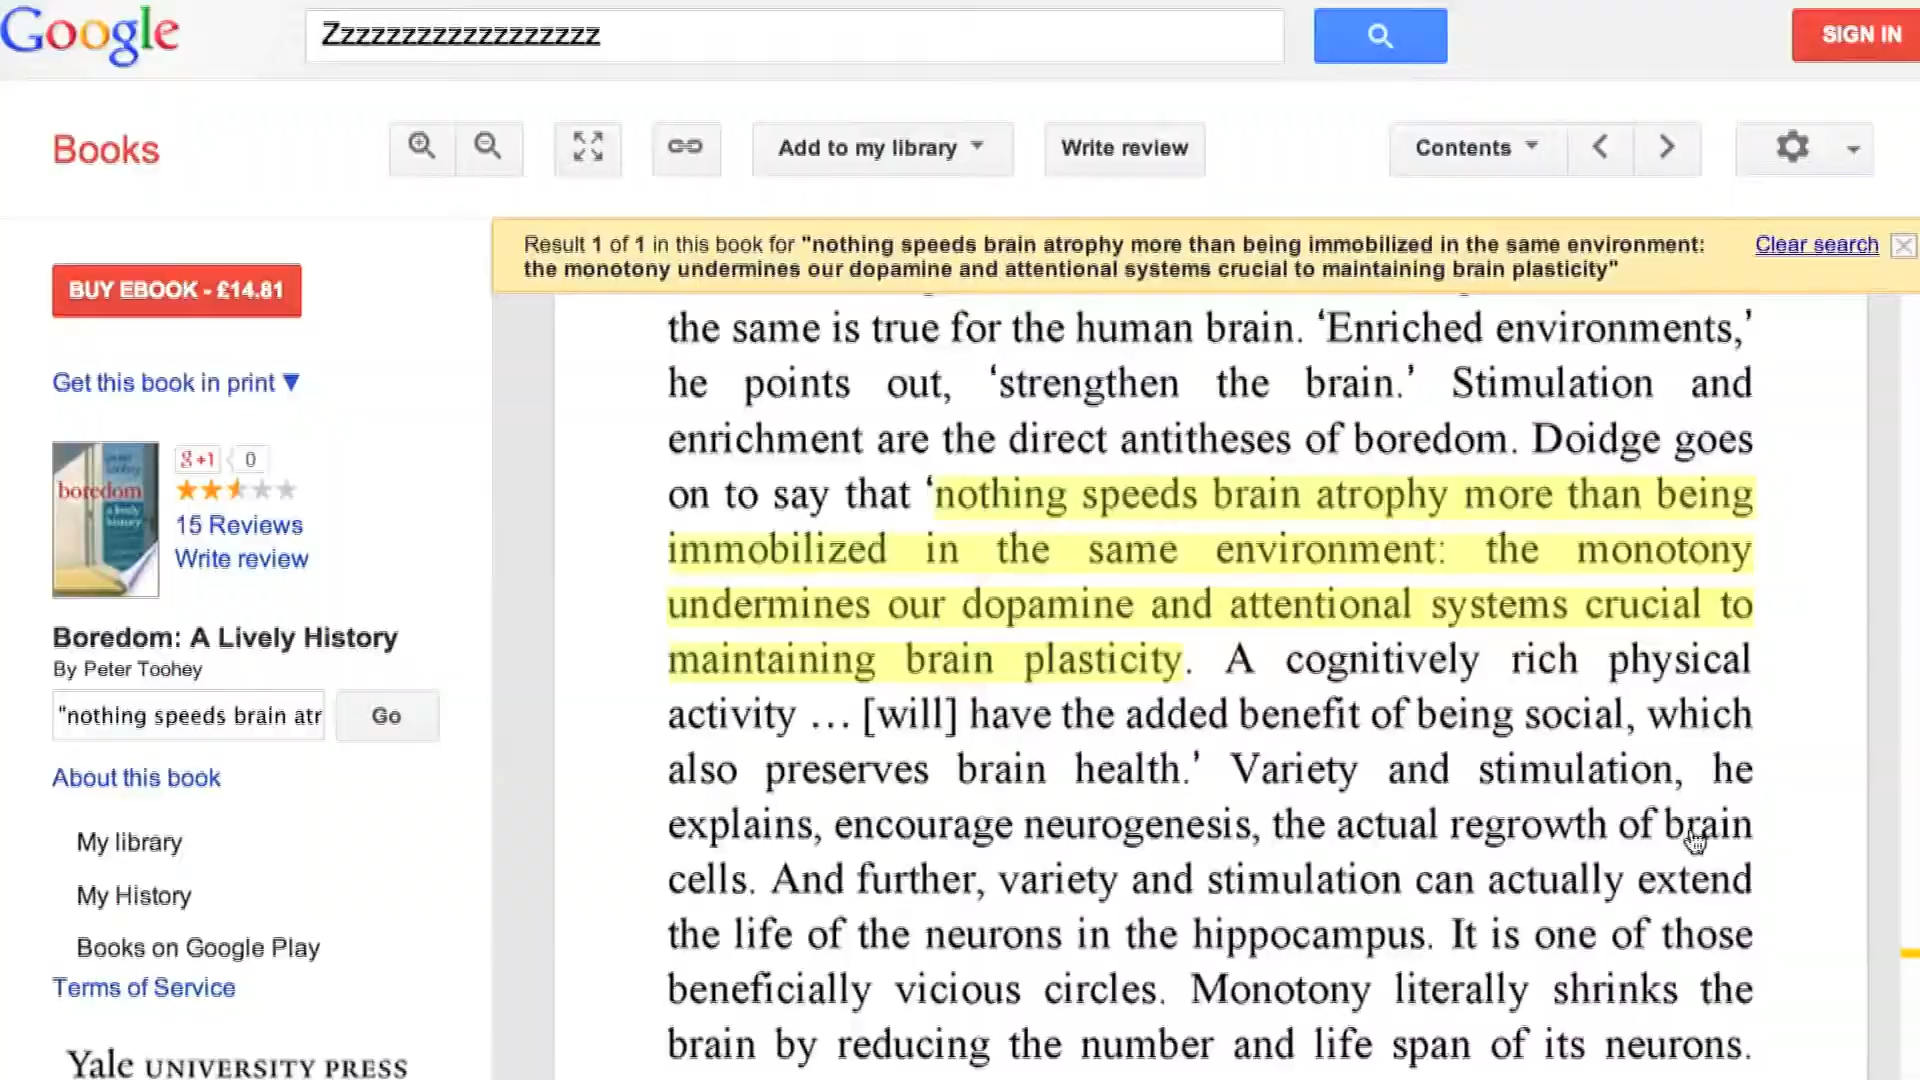 Google
Zzzzzzzzzzzzzzzzzz
SIGN IN
Books
Add to my library
Write review
Contents
Result 1 of 1 in this book for "nothing speeds brain atrophy more than being immobilized in the same environment:
the monotony undermines our dopamine and attentional systems crucial to maintaining brain plasticity"
Clear search
BUY EBOOK - £14.81
Get this book in print ▼
boredom
g+1
0
15 Reviews
Write review
Boredom: A Lively History
By Peter Toohey
"nothing speeds brain atr
Go
About this book
My library
My History
Books on Google Play
Terms of Service
Yale UNIVERSITY PRESS
the same is true for the human brain. ‘Enriched environments,’
he points out, ‘strengthen the brain.’ Stimulation and
enrichment are the direct antitheses of boredom. Doidge goes
on to say that ‘nothing speeds brain atrophy more than being
immobilized in the same environment: the monotony
undermines our dopamine and attentional systems crucial to
maintaining brain plasticity. A cognitively rich physical
activity … [will] have the added benefit of being social, which
also preserves brain health.’ Variety and stimulation, he
explains, encourage neurogenesis, the actual regrowth of brain
cells. And further, variety and stimulation can actually extend
the life of the neurons in the hippocampus. It is one of those
beneficially vicious circles. Monotony literally shrinks the
brain by reducing the number and life span of its neurons.